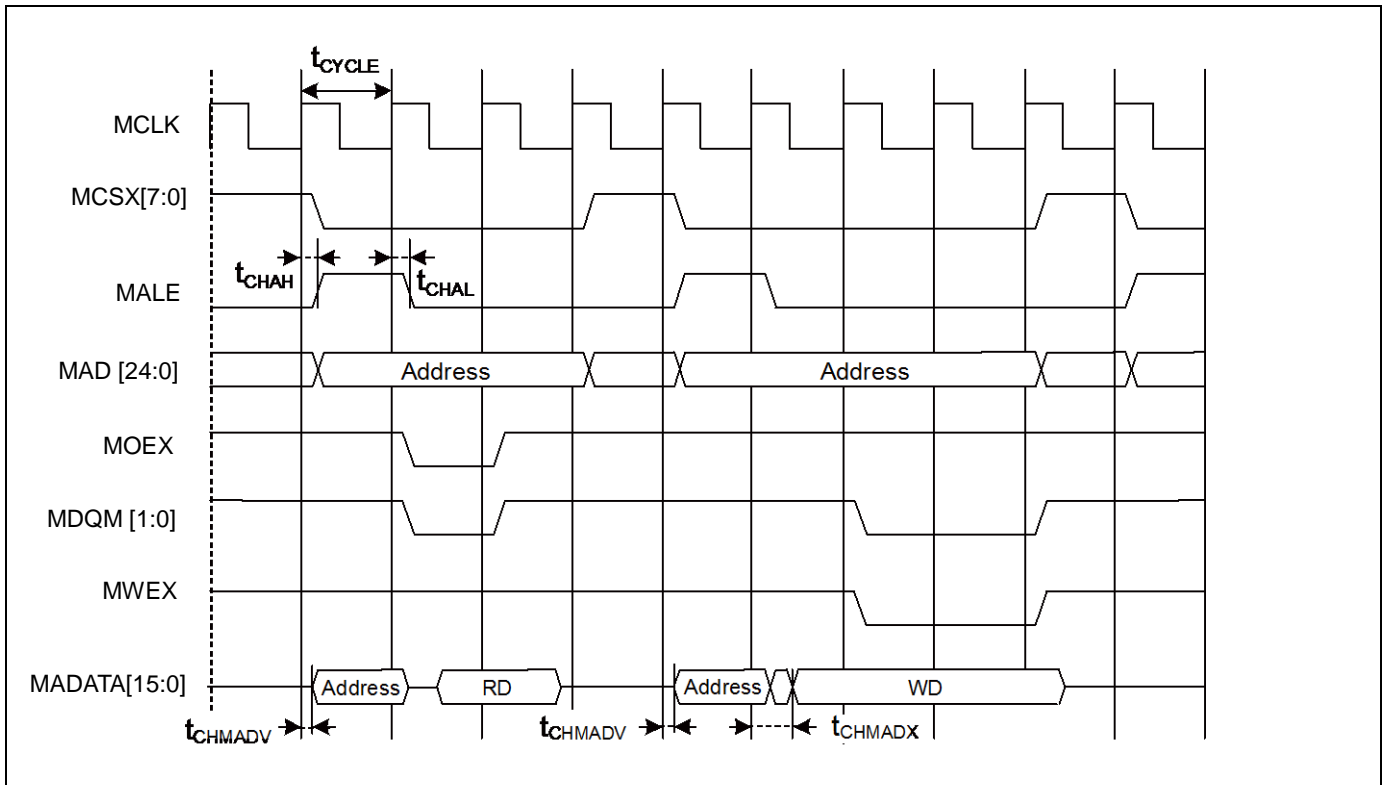 tCYCLE
MCLK
MCSX[7:0]
tCHAH
tCHAL
MALE
MAD [24:0]
Address
Address
MOEX
MDQM [1:0]
MWEX
MADATA[15:0]
Address
RD
Address
WD
tCHMADV
tCHMADV
tCHMADX